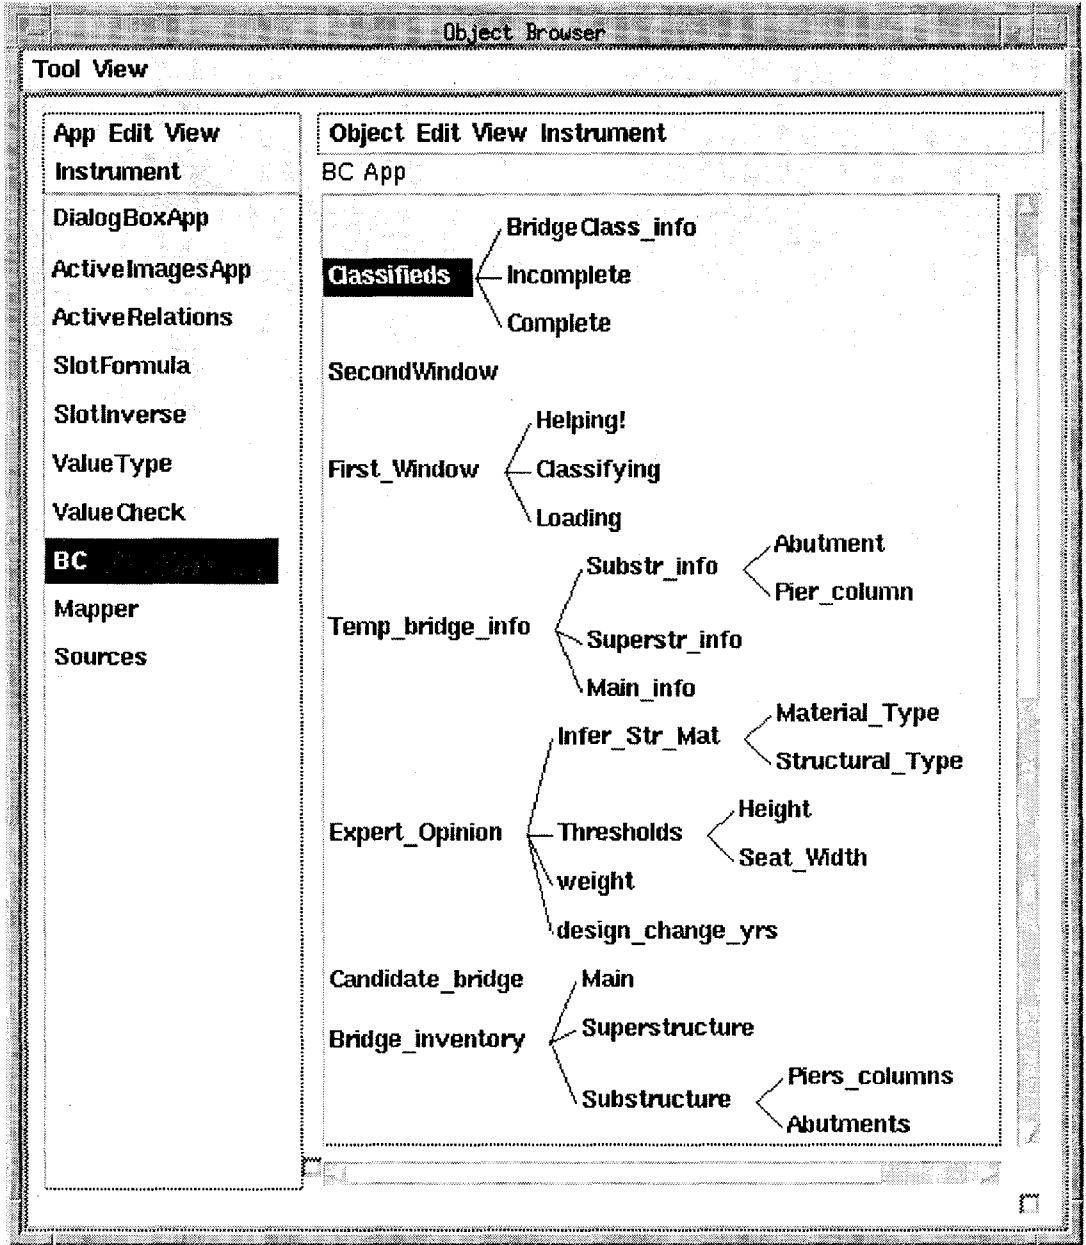 Object Browser
Tool View
App Edit View
Instrument
DialogBoxApp
ActiveImagesApp
ActiveRelations
SlotFormula
SlotInverse
ValueType
ValueCheck
BC
Mapper
Sources
Object Edit View Instrument
BC App
BridgeClass_info
Classifieds
Incomplete
Complete
SecondWindow
Helping!
First_Window
Classifying
Loading
Substr_info
Abutment
Pier_column
Temp_bridge_info
Superstr_info
Main_info
Infer_Str_Mat
Material_Type
Structural_Type
Expert_Opinion
Thresholds
Height
Seat_Width
weight
design_change_yrs
Candidate_bridge
Bridge_inventory
Main
Superstructure
Substructure
Piers_columns
Abutments